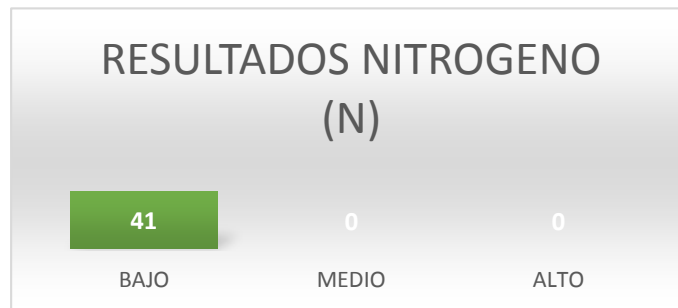 RESULTADOS NITROGENO
(N)
41 0 0
BAJO MEDIO ALTO